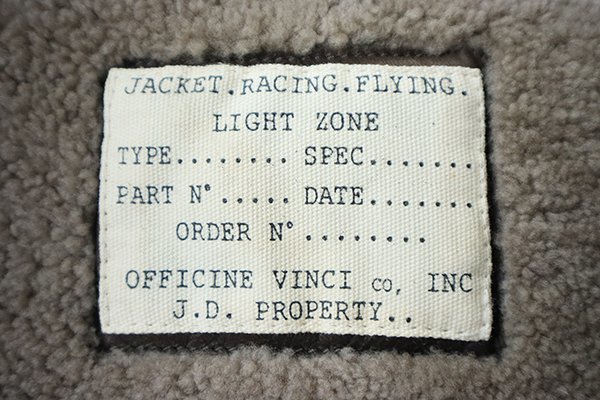 JACKET.RACING.FLYING.
LIGHT ZONE
TYPE........ SPEC.......
PART N°..... DATE.......
ORDER N°........
OFFICINE VINCI co, INC
J.D. PROPERTY..